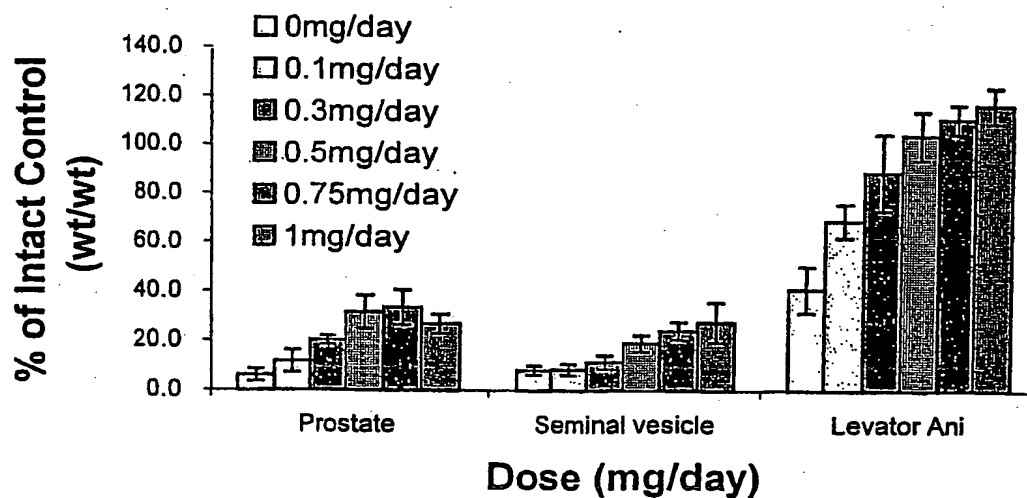 % of Intact Control
(wt/wt)
140.0
120.0
100.0
80.0
60.0
40.0
20.0
0.0
0mg/day
0.1mg/day
0.3mg/day
0.5mg/day
0.75mg/day
1mg/day
Prostate
Seminal vesicle
Levator Ani
Dose (mg/day)